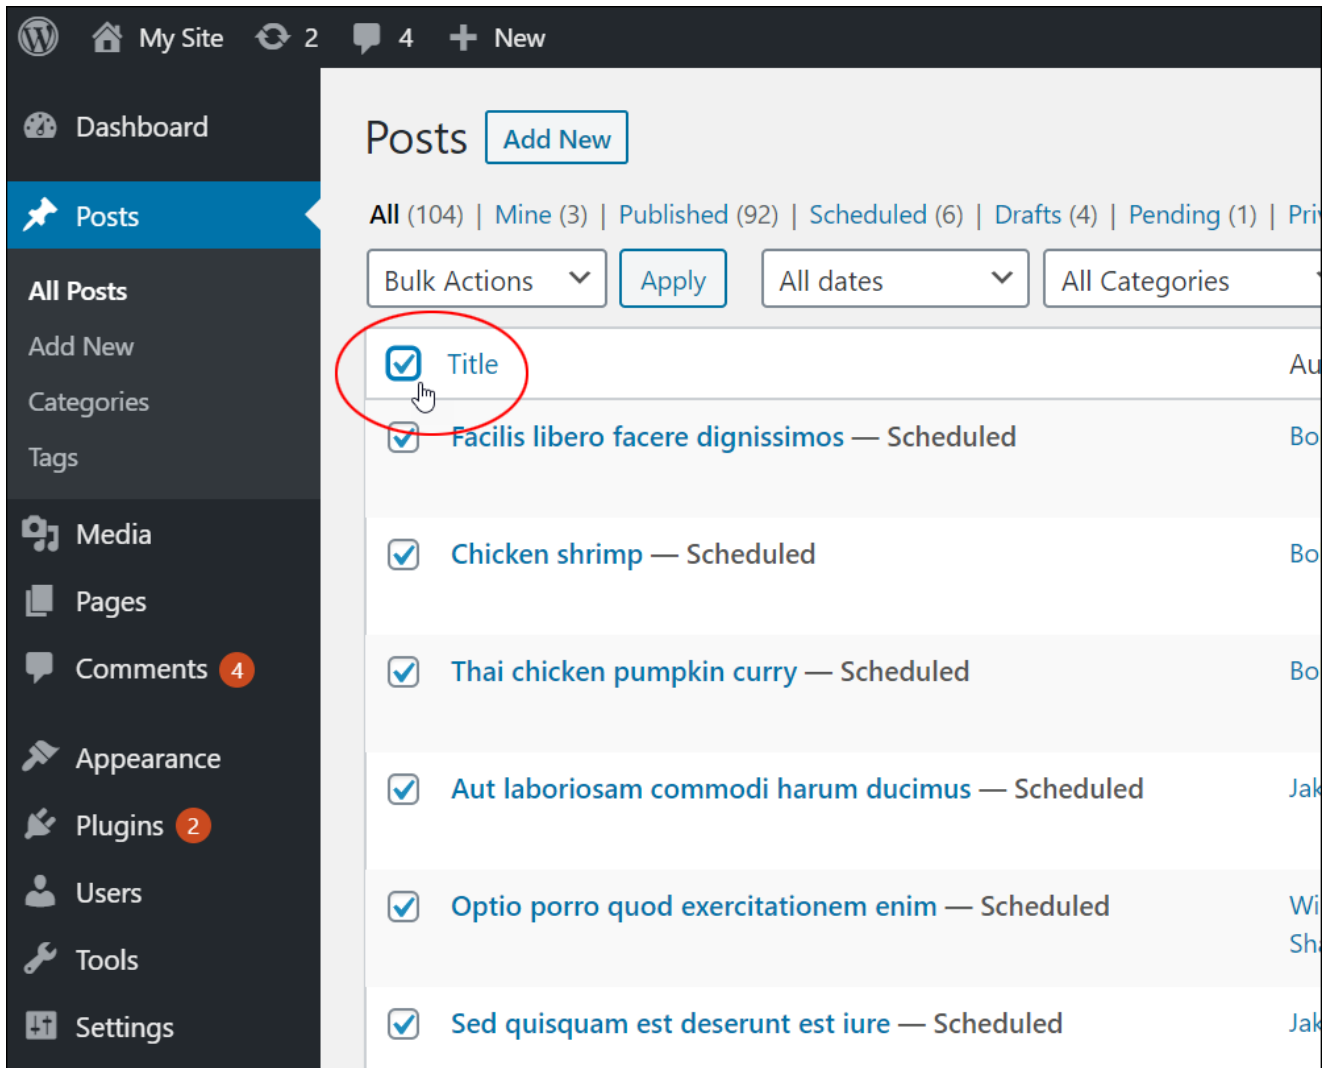 My Site 2 4 New
Dashboard
Posts
All Posts
Add New
Categories
Tags
Media
Pages
Comments 4
Appearance
Plugins 2
Users
Tools
Settings
Posts Add New
All (104) | Mine (3) | Published (92) | Scheduled (6) | Drafts (4) | Pending (1) |
Bulk Actions Apply All dates All Categories
Title
Facilis libero facere dignissimos — Scheduled
Chicken shrimp — Scheduled
Thai chicken pumpkin curry — Scheduled
Aut laboriosam commodi harum ducimus — Scheduled
Optio porro quod exercitationem enim — Scheduled
Sed quisquam est deserunt est iure — Scheduled